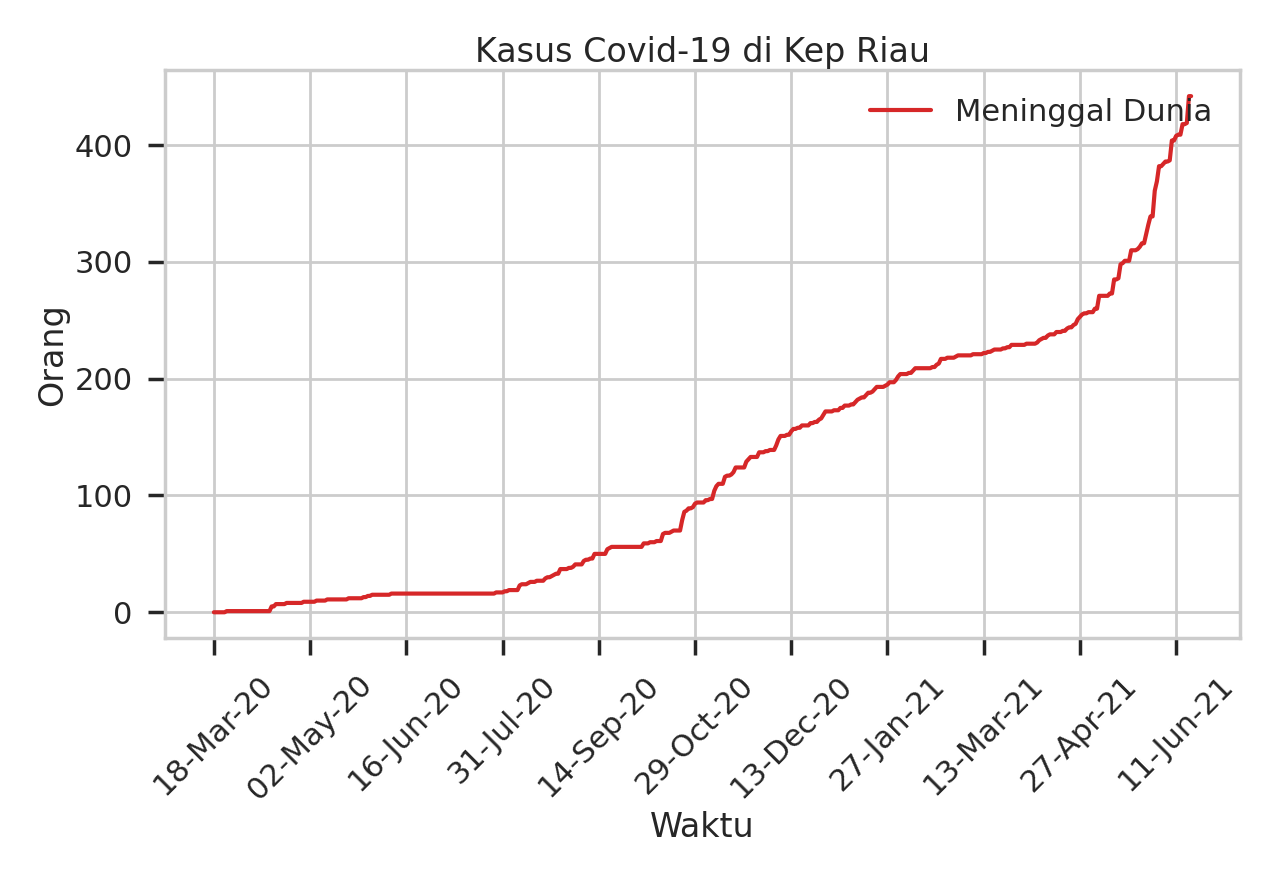 Kasus Covid-19 di Kep Riau
Meninggal Dunia
Orang
400
300
200
100
0
18-Mar-20
02-May-20
16-Jun-20
31-Jul-20
14-Sep-20
29-Oct-20
13-Dec-20
27-Jan-21
13-Mar-21
27-Apr-21
11-Jun-21
Waktu